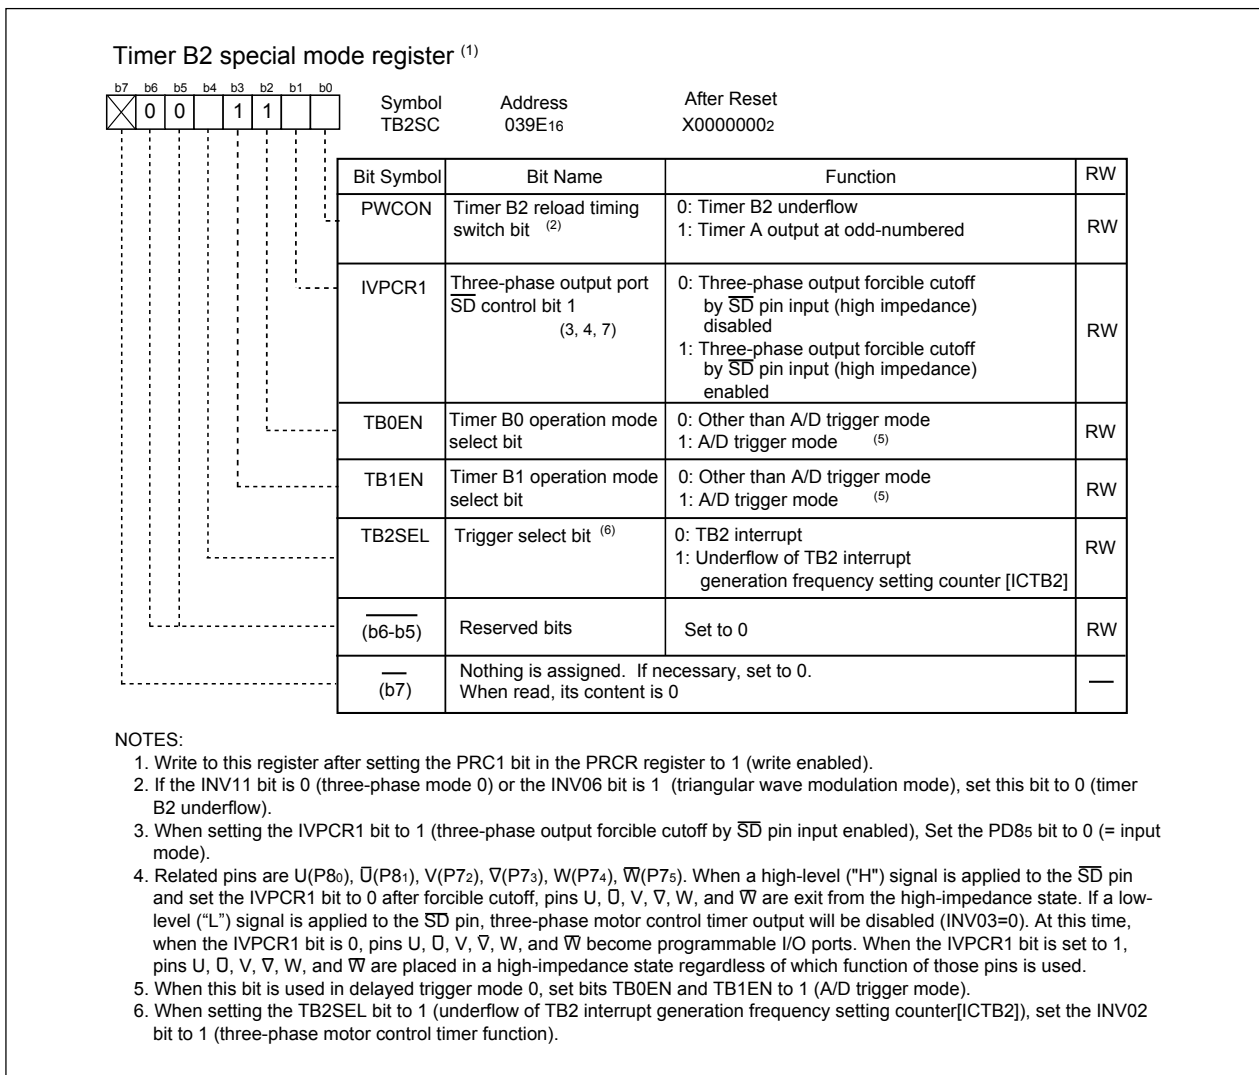 Timer B2 special mode register (1)
b7 b6 b5 b4 b3 b2 b1 b0
0 0 1 1
Symbol Address After Reset
TB2SC 039E16 X00000002
Bit Symbol Bit Name Function RW
PWCON Timer B2 reload timing switch bit (2)
0: Timer B2 underflow
1: Timer A output at odd-numbered
RW
IVPCR1 Three-phase output port
S̅D̅ control bit 1
(3, 4, 7)
0: Three-phase output forcible cutoff
by S̅D̅ pin input (high impedance)
disabled
1: Three-phase output forcible cutoff
by S̅D̅ pin input (high impedance)
enabled
RW
TB0EN Timer B0 operation mode
select bit
0: Other than A/D trigger mode
1: A/D trigger mode (5)
RW
TB1EN Timer B1 operation mode
select bit
0: Other than A/D trigger mode
1: A/D trigger mode (5)
RW
TB2SEL Trigger select bit (6)
0: TB2 interrupt
1: Underflow of TB2 interrupt
generation frequency setting counter [ICTB2]
RW
(b6-b5) Reserved bits Set to 0 RW
(b7) Nothing is assigned. If necessary, set to 0.
When read, its content is 0
—
NOTES:
1. Write to this register after setting the PRC1 bit in the PRCR register to 1 (write enabled).
2. If the INV11 bit is 0 (three-phase mode 0) or the INV06 bit is 1 (triangular wave modulation mode), set this bit to 0 (timer
B2 underflow).
3. When setting the IVPCR1 bit to 1 (three-phase output forcible cutoff by S̅D̅ pin input enabled), Set the PD85 bit to 0 (= input
mode).
4. Related pins are U(P80), U̅(P81), V(P72), V̅(P73), W(P74), W̅(P75). When a high-level ("H") signal is applied to the S̅D̅ pin
and set the IVPCR1 bit to 0 after forcible cutoff, pins U, U̅, V, V̅, W, and W̅ are exit from the high-impedance state. If a low-
level (“L”) signal is applied to the S̅D̅ pin, three-phase motor control timer output will be disabled (INV03=0). At this time,
when the IVPCR1 bit is 0, pins U, U̅, V, V̅, W, and W̅ become programmable I/O ports. When the IVPCR1 bit is set to 1,
pins U, U̅, V, V̅, W, and W̅ are placed in a high-impedance state regardless of which function of those pins is used.
5. When this bit is used in delayed trigger mode 0, set bits TB0EN and TB1EN to 1 (A/D trigger mode).
6. When setting the TB2SEL bit to 1 (underflow of TB2 interrupt generation frequency setting counter[ICTB2]), set the INV02
bit to 1 (three-phase motor control timer function).